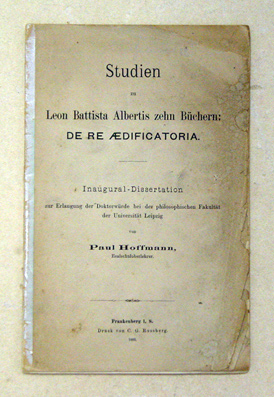 Studien
zu
Leon Battista Albertis zehn Büchern:
DE RE ÆDIFICATORIA.
Inaugural-Dissertation
zur Erlangung der Doktorwürde bei der philosophischen Fakultät
der Universität Leipzig
von
Paul Hoffmann,
Realschuloberlehrer.
Frankenberg i. S.
Druck von C. G. Rossberg.